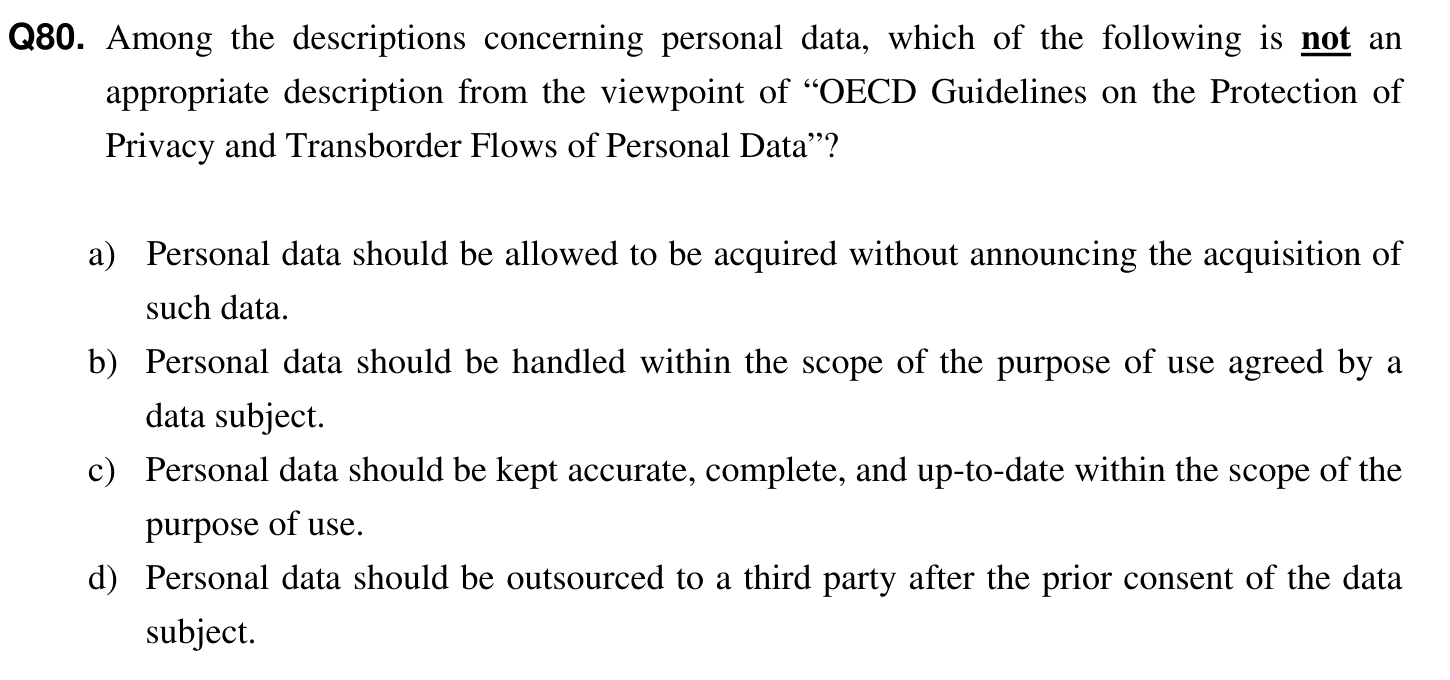 Q80. Among the descriptions concerning personal data, which of the following is not an
appropriate description from the viewpoint of “OECD Guidelines on the Protection of
Privacy and Transborder Flows of Personal Data”?
a) Personal data should be allowed to be acquired without announcing the acquisition of
such data.
b) Personal data should be handled within the scope of the purpose of use agreed by a
data subject.
c) Personal data should be kept accurate, complete, and up-to-date within the scope of the
purpose of use.
d) Personal data should be outsourced to a third party after the prior consent of the data
subject.